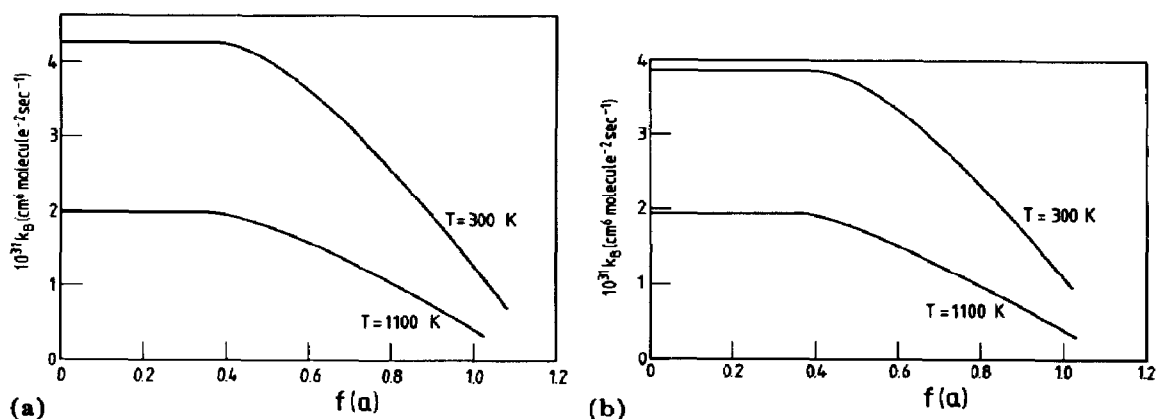 10³¹k_B (cm⁶ molecule⁻² sec⁻¹)
4
3
2
1
0
T = 300 K
T = 1100 K
0 0.2 0.4 0.6 0.8 1.0 1.2
f(a)
(a)
10³¹k_B (cm⁶ molecule⁻² sec⁻¹)
4
3
2
1
0
T = 300 K
T = 1100 K
0 0.2 0.4 0.6 0.8 1.0 1.2
f(a)
(b)